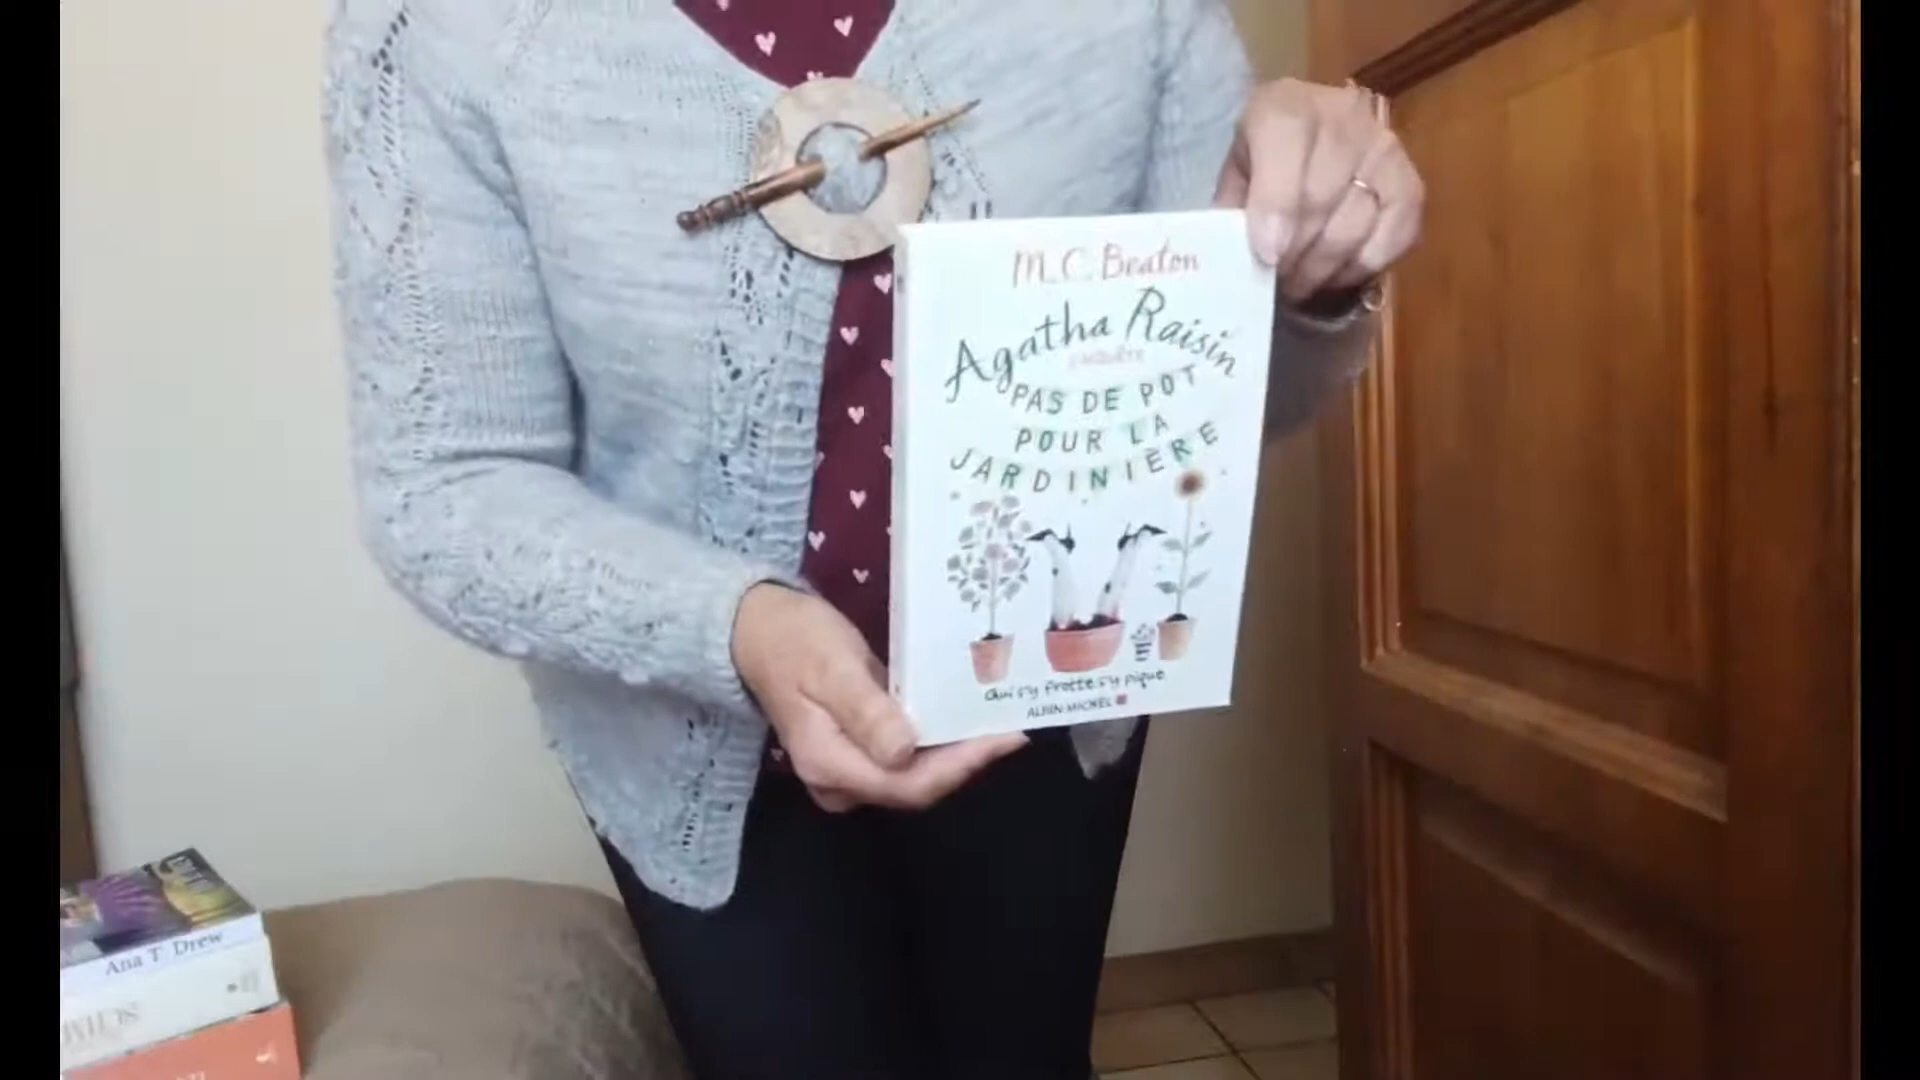 M.C. Beaton
Agatha Raisin
enquête
PAS DE POT
POUR LA
JARDINIÈRE
Qui s'y frotte s'y pique
ALBIN MICHEL
Ana T Drew